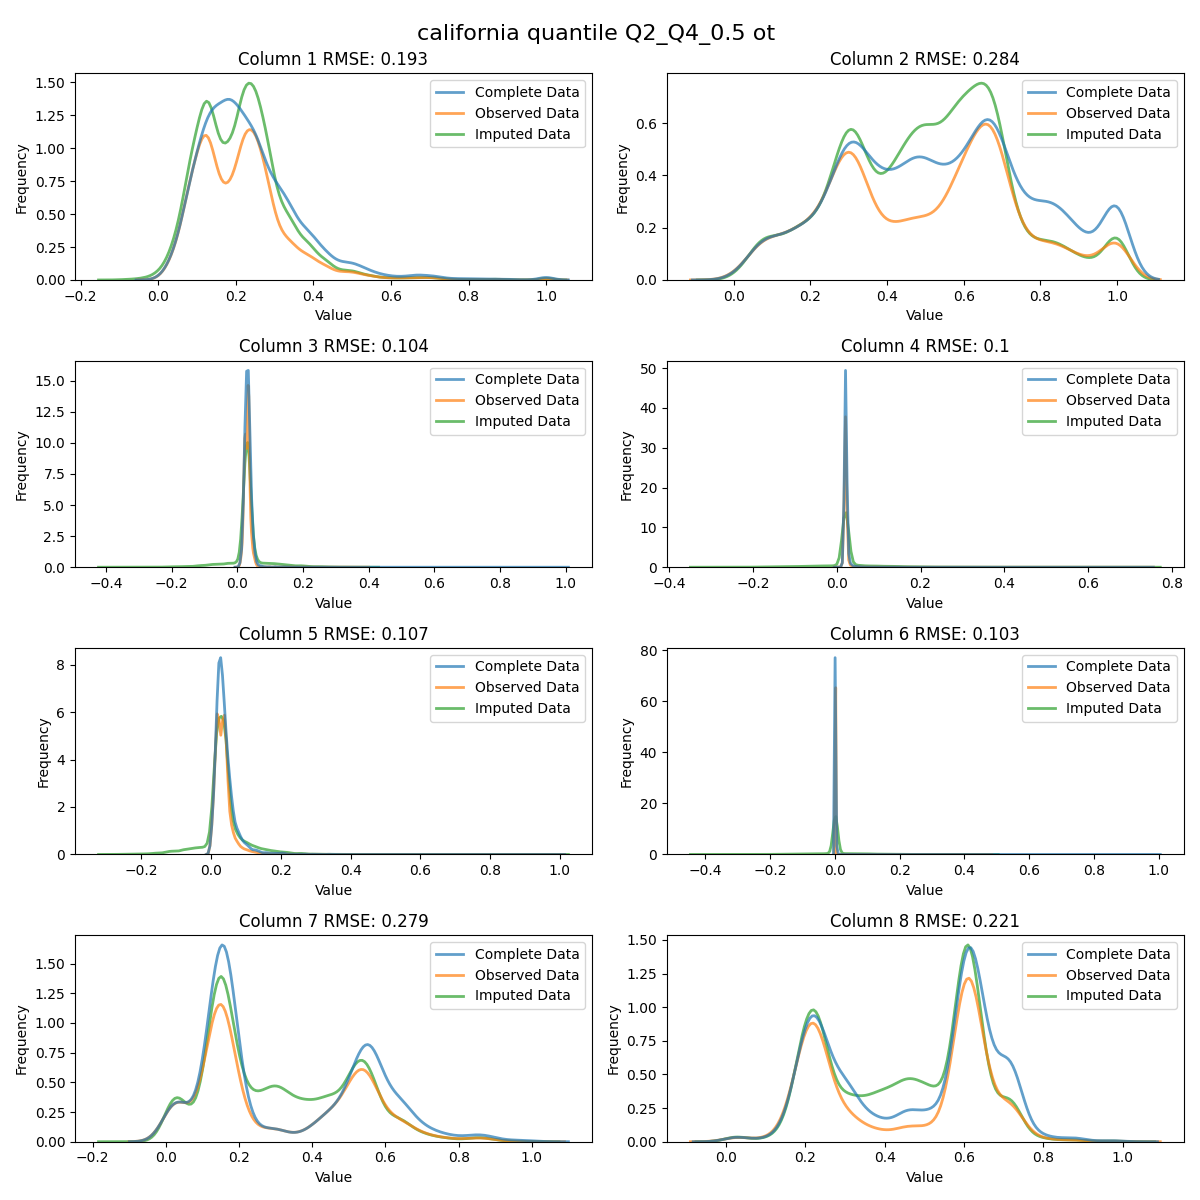 california quantile Q2_Q4_0.5 ot
Column 1 RMSE: 0.193
Frequency
1.50
1.25
1.00
0.75
0.50
0.25
0.00
−0.2 0.0 0.2 0.4 0.6 0.8 1.0
Value
Complete Data
Observed Data
Imputed Data
Column 2 RMSE: 0.284
Frequency
0.6
0.4
0.2
0.0
0.0 0.2 0.4 0.6 0.8 1.0
Value
Complete Data
Observed Data
Imputed Data
Column 3 RMSE: 0.104
Frequency
15.0
12.5
10.0
7.5
5.0
2.5
0.0
−0.4 −0.2 0.0 0.2 0.4 0.6 0.8 1.0
Value
Complete Data
Observed Data
Imputed Data
Column 4 RMSE: 0.1
Frequency
50
40
30
20
10
0
−0.4 −0.2 0.0 0.2 0.4 0.6 0.8
Value
Complete Data
Observed Data
Imputed Data
Column 5 RMSE: 0.107
Frequency
8
6
4
2
0
−0.2 0.0 0.2 0.4 0.6 0.8 1.0
Value
Complete Data
Observed Data
Imputed Data
Column 6 RMSE: 0.103
Frequency
80
60
40
20
0
−0.4 −0.2 0.0 0.2 0.4 0.6 0.8 1.0
Value
Complete Data
Observed Data
Imputed Data
Column 7 RMSE: 0.279
Frequency
1.50
1.25
1.00
0.75
0.50
0.25
0.00
−0.2 0.0 0.2 0.4 0.6 0.8 1.0
Value
Complete Data
Observed Data
Imputed Data
Column 8 RMSE: 0.221
Frequency
1.50
1.25
1.00
0.75
0.50
0.25
0.00
0.0 0.2 0.4 0.6 0.8 1.0
Value
Complete Data
Observed Data
Imputed Data